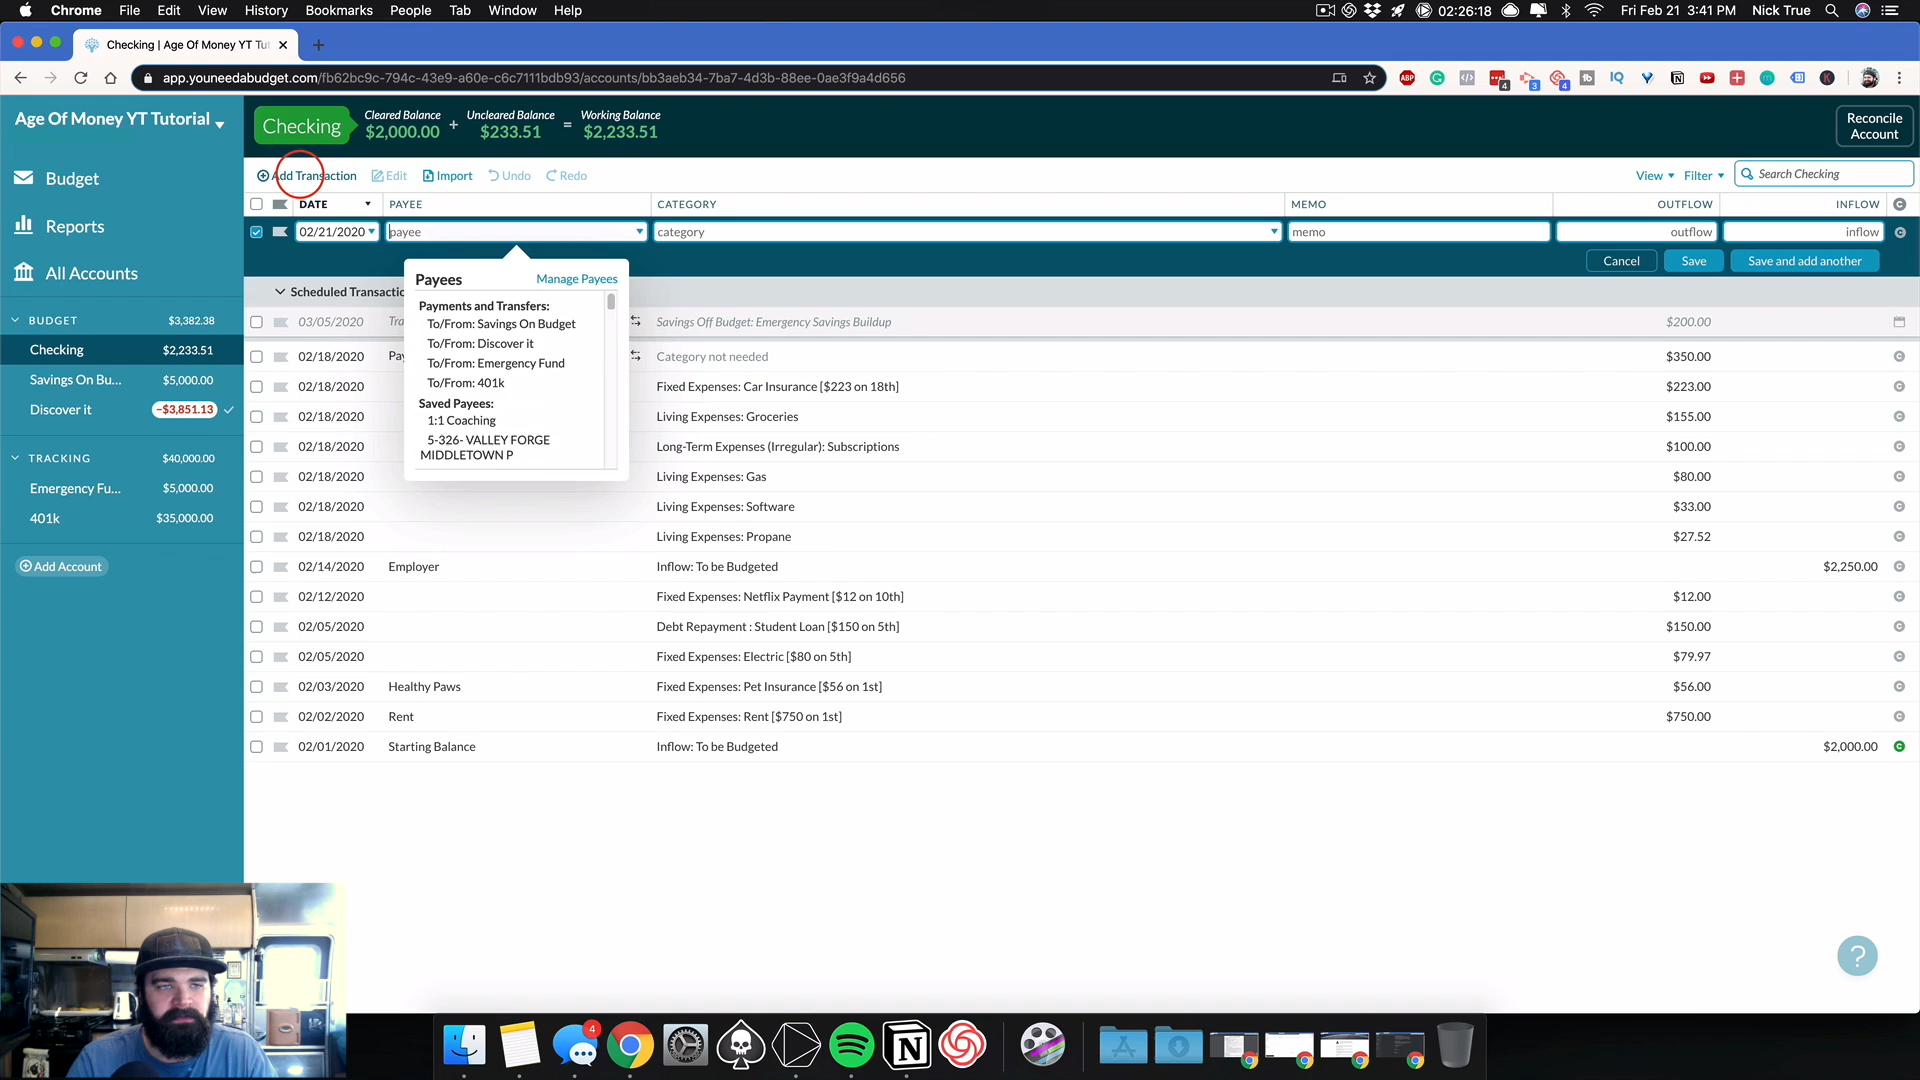 Chrome File Edit View History Bookmarks People Tab Window Help 02:26:18 Fri Feb 21 3:41 PM Nick True
Checking | Age Of Money YT Tut
app.youneedabudget.com/fb62bc9c-794c-43e9-a60e-c6c7111bdb93/accounts/bb3aeb34-7ba7-4d3b-88ee-0ae3f9a4d656
ABP 4 3 4 tb IQ K
Age Of Money YT Tutorial
Budget
Reports
All Accounts
BUDGET $3,382.38
Checking $2,233.51
Savings On Bu... $5,000.00
Discover it -$3,851.13
TRACKING $40,000.00
Emergency Fu... $5,000.00
401k $35,000.00
Add Account
Checking
Cleared Balance + Uncleared Balance = Working Balance
$2,000.00 $233.51 $2,233.51
Reconcile
Account
Add Transaction Edit Import Undo Redo View Filter Search Checking
DATE PAYEE CATEGORY MEMO OUTFLOW INFLOW C
02/21/2020 payee category memo outflow inflow C
Cancel Save Save and add another
Payees Manage Payees
Payments and Transfers:
To/From: Savings On Budget
To/From: Discover it
To/From: Emergency Fund
To/From: 401k
Saved Payees:
1:1 Coaching
5-326- VALLEY FORGE
MIDDLETOWN P
Scheduled Transactio
03/05/2020 Tra Savings Off Budget: Emergency Savings Buildup $200.00
02/18/2020 Pay Category not needed $350.00 C
02/18/2020 Fixed Expenses: Car Insurance [$223 on 18th] $223.00 C
02/18/2020 Living Expenses: Groceries $155.00 C
02/18/2020 Long-Term Expenses (Irregular): Subscriptions $100.00 C
02/18/2020 Living Expenses: Gas $80.00 C
02/18/2020 Living Expenses: Software $33.00 C
02/18/2020 Living Expenses: Propane $27.52 C
02/14/2020 Employer Inflow: To be Budgeted $2,250.00 C
02/12/2020 Fixed Expenses: Netflix Payment [$12 on 10th] $12.00 C
02/05/2020 Debt Repayment : Student Loan [$150 on 5th] $150.00 C
02/05/2020 Fixed Expenses: Electric [$80 on 5th] $79.97 C
02/03/2020 Healthy Paws Fixed Expenses: Pet Insurance [$56 on 1st] $56.00 C
02/02/2020 Rent Fixed Expenses: Rent [$750 on 1st] $750.00 C
02/01/2020 Starting Balance Inflow: To be Budgeted $2,000.00 C
?
4
N